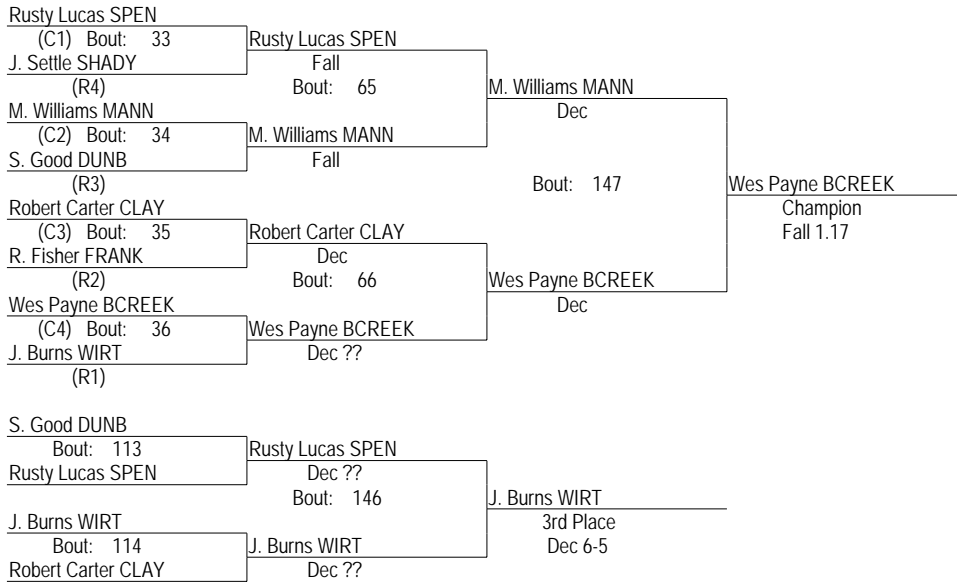 Rusty Lucas SPEN
(C1) Bout: 33 Rusty Lucas SPEN
J. Settle SHADY Fall
(R4) Bout: 65 M. Williams MANN
M. Williams MANN Dec
(C2) Bout: 34 M. Williams MANN
S. Good DUNB Fall
(R3) Bout: 147 Wes Payne BCREEK
Robert Carter CLAY Champion
(C3) Bout: 35 Robert Carter CLAY Fall 1.17
R. Fisher FRANK Dec
(R2) Bout: 66 Wes Payne BCREEK
Wes Payne BCREEK Dec
(C4) Bout: 36 Wes Payne BCREEK
J. Burns WIRT Dec ??
(R1)
S. Good DUNB
Bout: 113 Rusty Lucas SPEN
Rusty Lucas SPEN Dec ??
Bout: 146 J. Burns WIRT
J. Burns WIRT 3rd Place
Bout: 114 J. Burns WIRT Dec 6-5
Robert Carter CLAY Dec ??